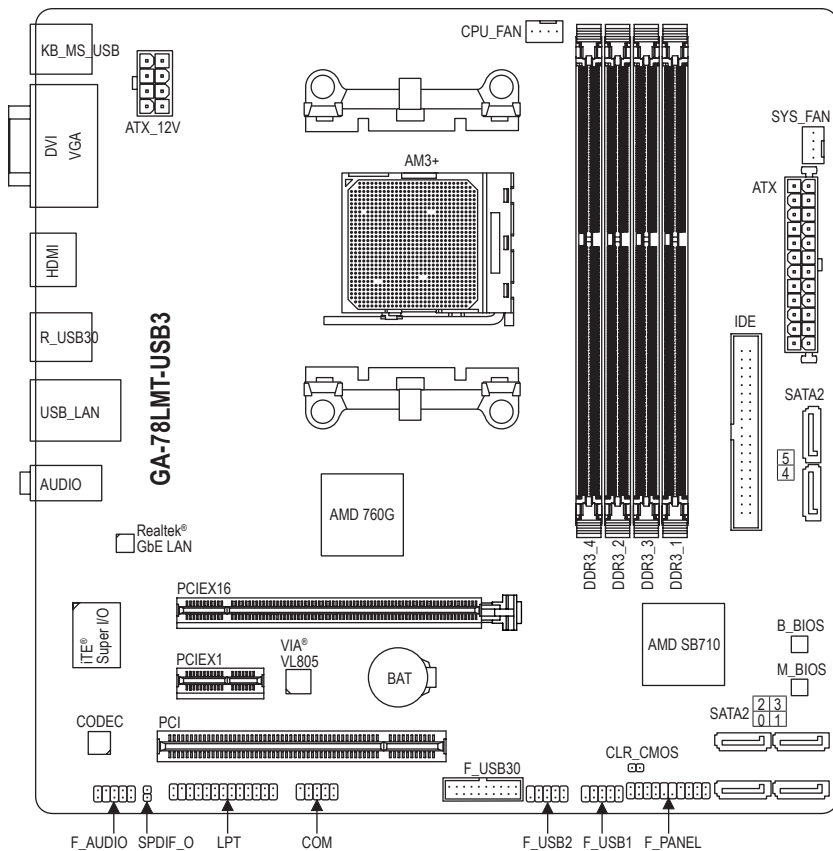 KB_MS_USB
CPU_FAN
ATX_12V
SYS_FAN
DVI
VGA
AM3+
ATX
HDMI
R_USB30
GA-78LMT-USB3
IDE
USB_LAN
SATA2
5
4
AUDIO
AMD 760G
Realtek®
GbE LAN
DDR3_4
DDR3_2
DDR3_3
DDR3_1
PCIEX16
iTE®
Super I/O
PCIEX1
VIA®
VL805
BAT
AMD SB710
B_BIOS
M_BIOS
CODEC
PCI
SATA2
2 3
0 1
CLR_CMOS
F_USB30
F_AUDIO SPDIF_O LPT COM F_USB2 F_USB1 F_PANEL